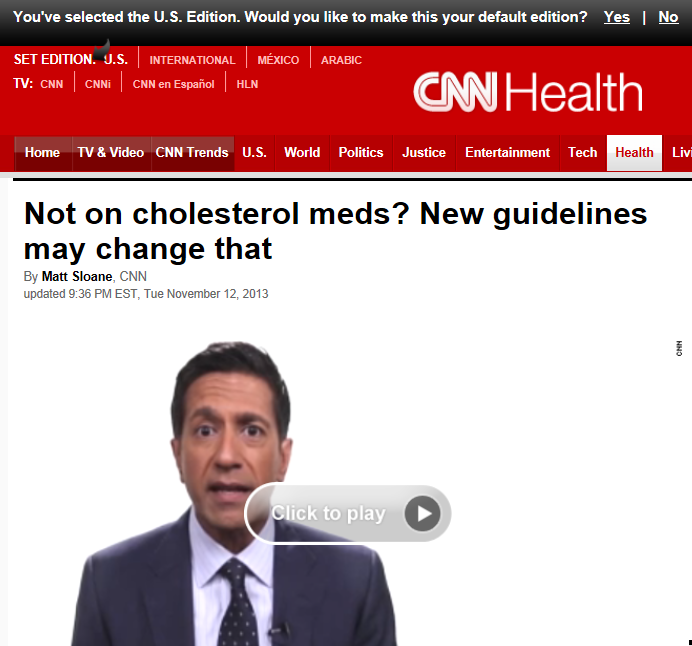 You've selected the U.S. Edition. Would you like to make this your default edition? Yes | No
SET EDITION: U.S. INTERNATIONAL MÉXICO ARABIC
TV: CNN CNNi CNN en Español HLN
CNN Health
Home TV & Video CNN Trends U.S. World Politics Justice Entertainment Tech Health Livi
Not on cholesterol meds? New guidelines
may change that
By Matt Sloane, CNN
updated 9:36 PM EST, Tue November 12, 2013
CNN
Click to play